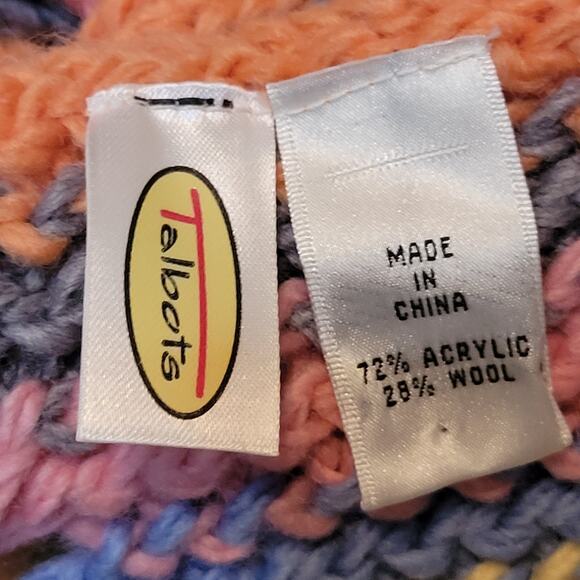 Talbots
MADE
IN
CHINA
72% ACRYLIC
28% WOOL